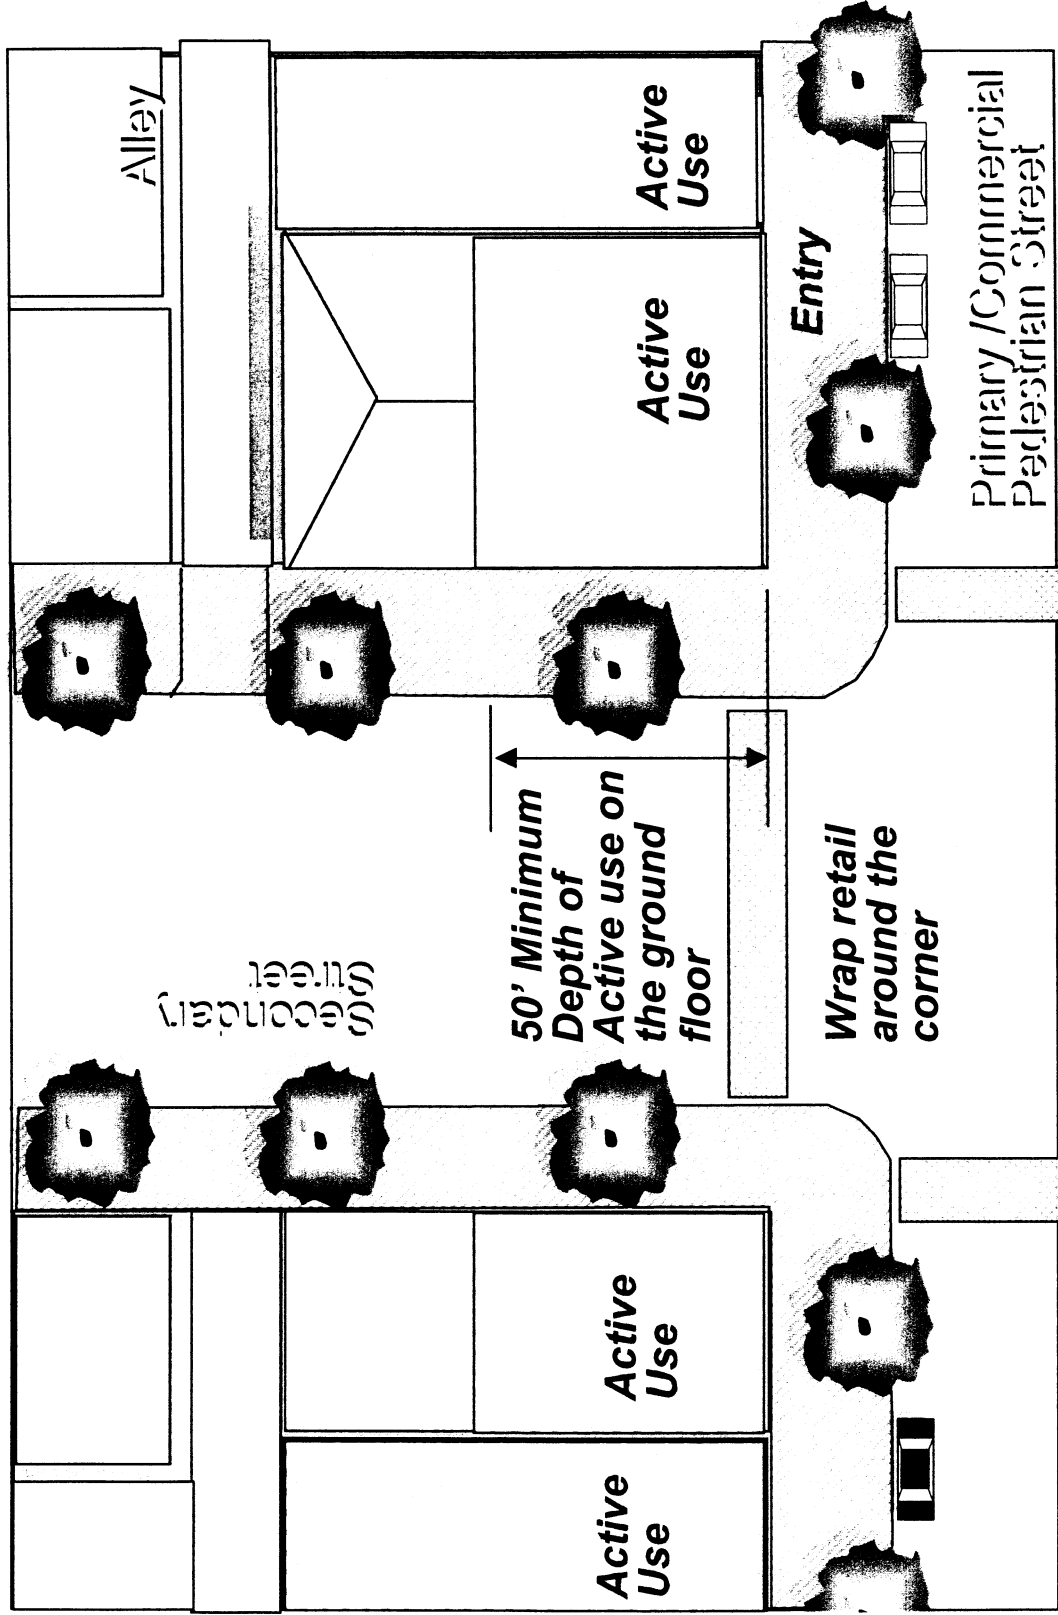 Alley
Active
Use
Active
Use
Entry
Primary /Commercial
Pedestrian Street
Secondary
Street
50’ Minimum
Depth of
Active use on
the ground
floor
Wrap retail
around the
corner
Active
Use
Active
Use